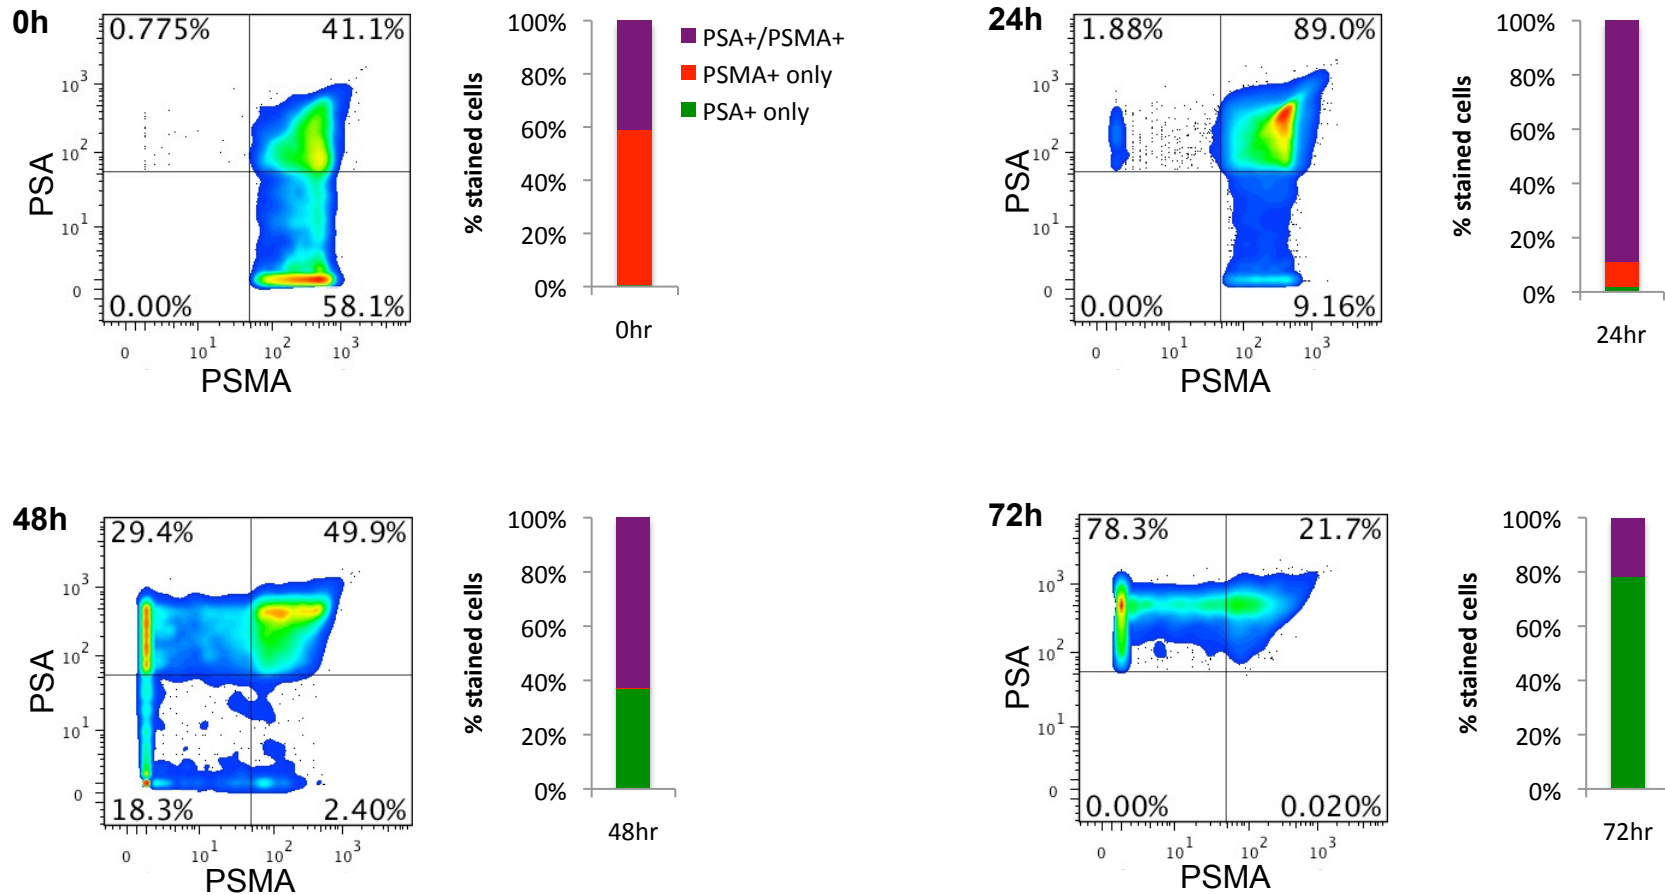 0h
0.775% 41.1%
10³
10²
10¹
0
PSA
0.00% 58.1%
0 10¹ 10² 10³
PSMA
100%
80%
60%
40%
20%
0%
% stained cells
0hr
PSA+/PSMA+
PSMA+ only
PSA+ only
24h
1.88% 89.0%
10³
10²
10¹
0
PSA
0.00% 9.16%
0 10¹ 10² 10³
PSMA
100%
80%
60%
40%
20%
0%
% stained cells
24hr
48h
29.4% 49.9%
10³
10²
10¹
0
PSA
18.3% 2.40%
0 10¹ 10² 10³
PSMA
100%
80%
60%
40%
20%
0%
% stained cells
48hr
72h
78.3% 21.7%
10³
10²
10¹
0
PSA
0.00% 0.020%
0 10¹ 10² 10³
PSMA
100%
80%
60%
40%
20%
0%
% stained cells
72hr